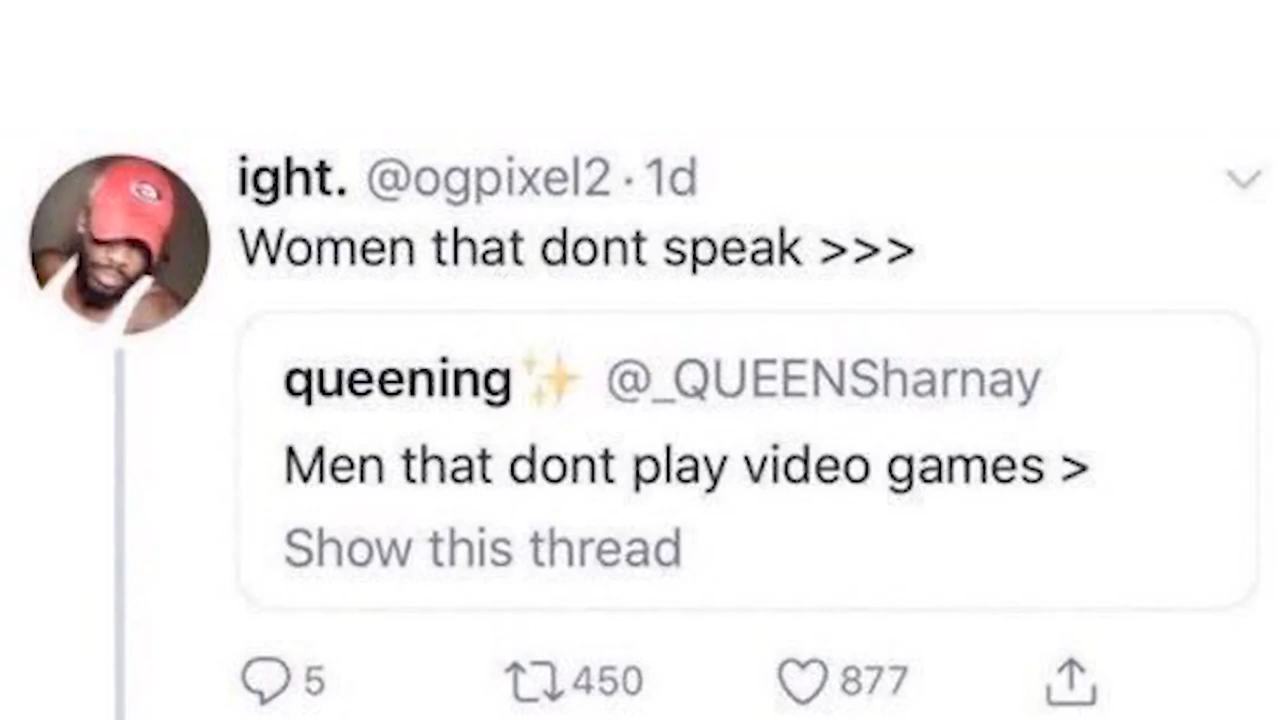 ight. @ogpixel2 · 1d
Women that dont speak >>>
queening✨ @_QUEENSharnay
Men that dont play video games >
Show this thread
5 450 877